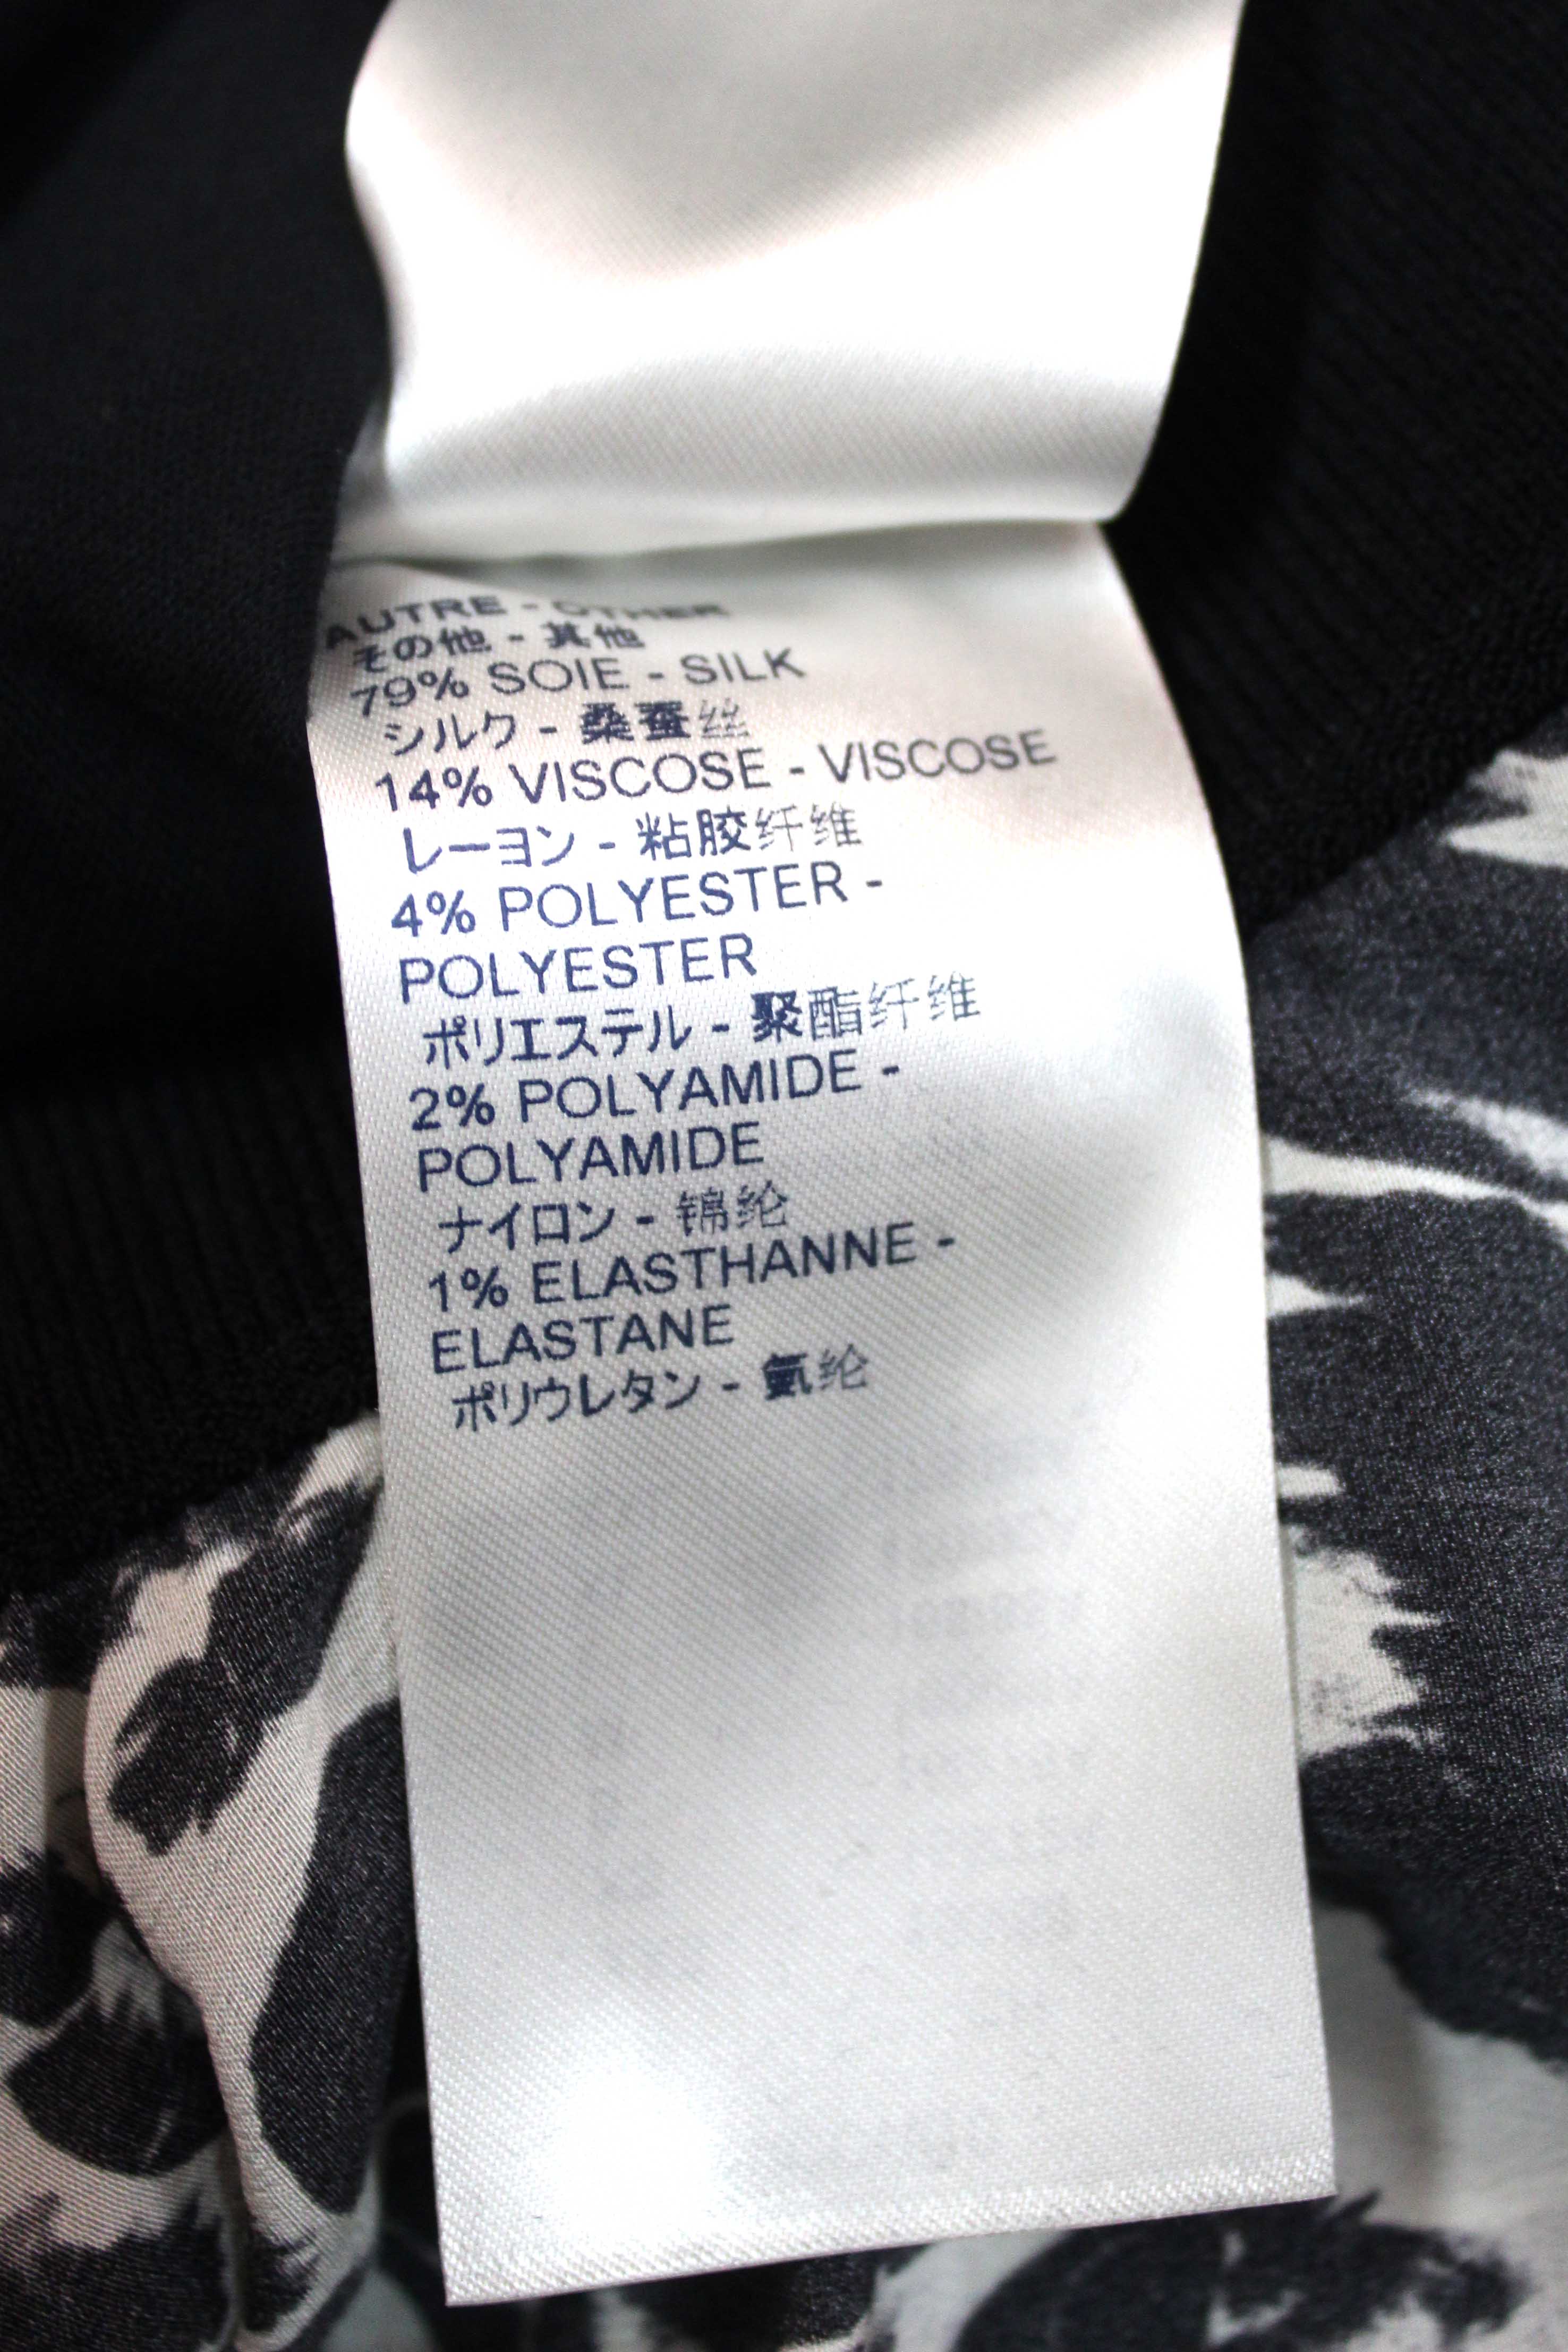 AUTRE - OTHER
その他 - 其他
79% SOIE - SILK
シルク - 桑蚕丝
14% VISCOSE - VISCOSE
レーヨン - 粘胶纤维
4% POLYESTER -
POLYESTER
ポリエステル - 聚酯纤维
2% POLYAMIDE -
POLYAMIDE
ナイロン - 锦纶
1% ELASTHANNE -
ELASTANE
ポリウレタン - 氨纶